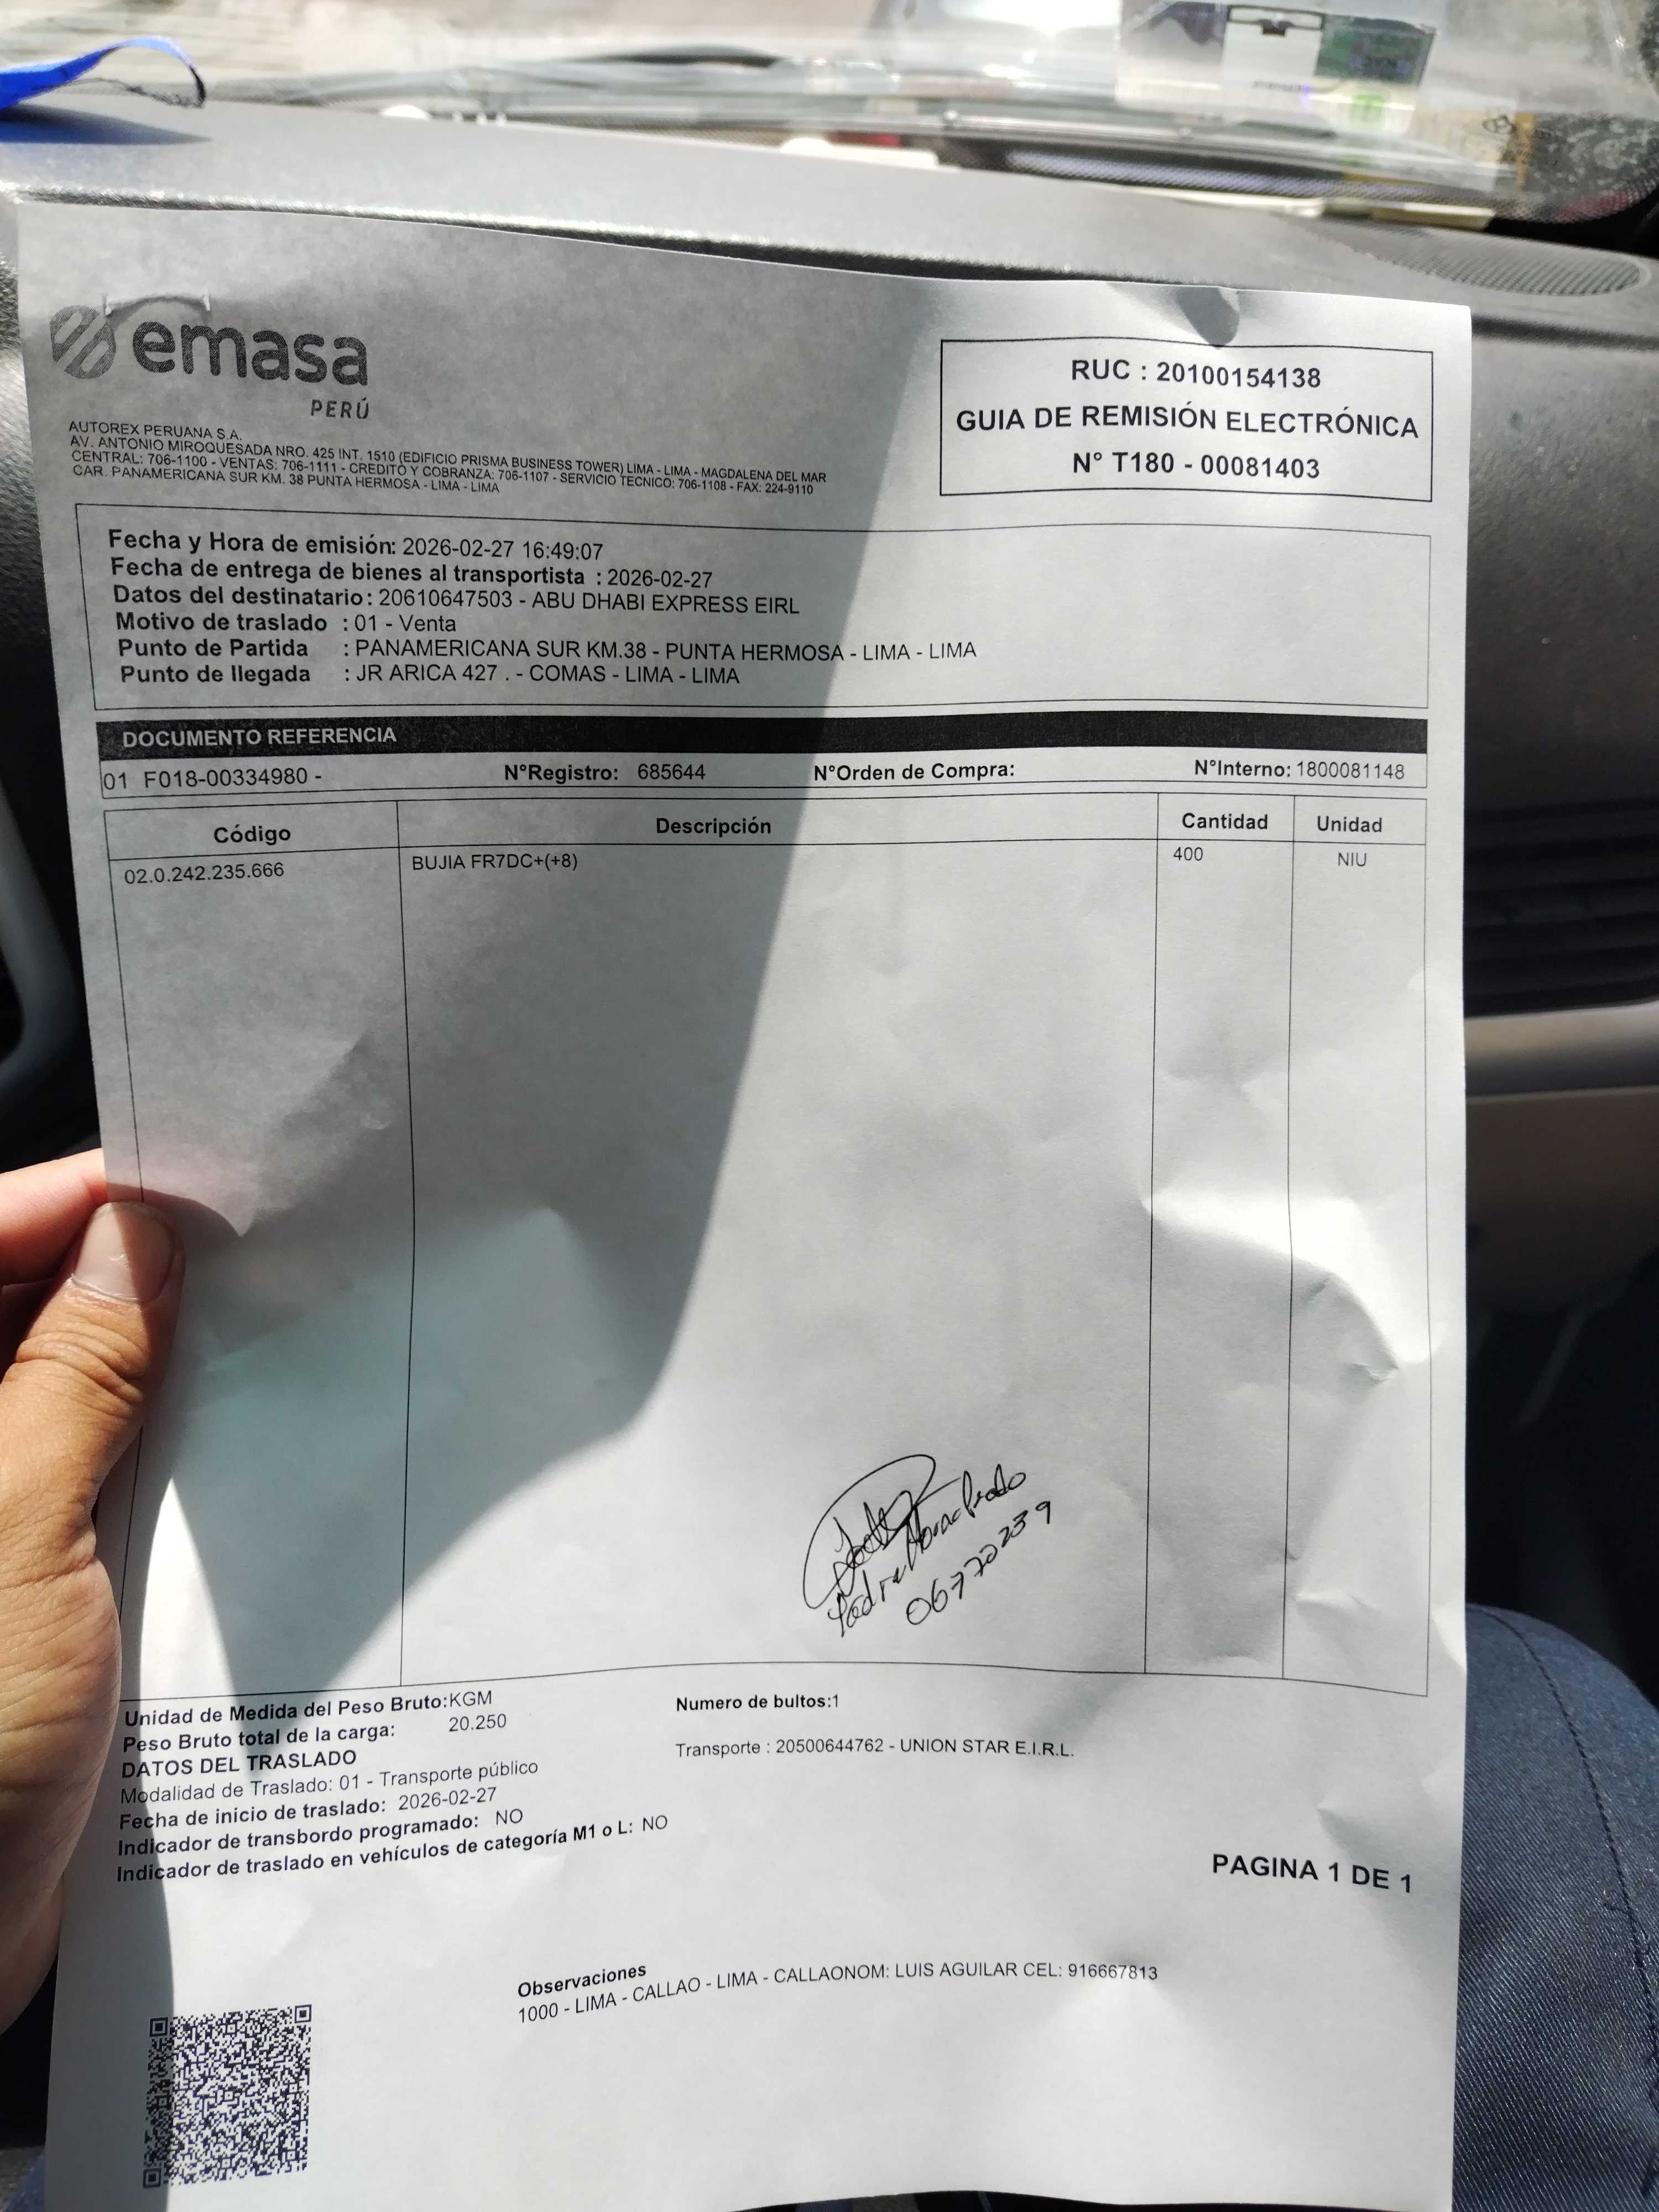 emasa
PERÚ
AUTOREX PERUANA S.A.
AV. ANTONIO MIROQUESADA NRO. 425 INT. 1510 (EDIFICIO PRISMA BUSINESS TOWER) LIMA - LIMA - MAGDALENA DEL MAR
CENTRAL: 706-1100 - VENTAS: 706-1111 - CREDITO Y COBRANZA: 706-1107 - SERVICIO TECNICO: 706-1108 - FAX: 224-9110
CAR. PANAMERICANA SUR KM. 38 PUNTA HERMOSA - LIMA - LIMA
RUC : 20100154138
GUIA DE REMISIÓN ELECTRÓNICA
N° T180 - 00081403
Fecha y Hora de emisión: 2026-02-27 16:49:07
Fecha de entrega de bienes al transportista : 2026-02-27
Datos del destinatario: 20610647503 - ABU DHABI EXPRESS EIRL
Motivo de traslado : 01 - Venta
Punto de Partida : PANAMERICANA SUR KM.38 - PUNTA HERMOSA - LIMA - LIMA
Punto de llegada : JR ARICA 427 . - COMAS - LIMA - LIMA
DOCUMENTO REFERENCIA
01 F018-00334980 - N°Registro: 685644 N°Orden de Compra: N°Interno: 1800081148
Código Descripción Cantidad Unidad
02.0.242.235.666 BUJIA FR7DC+(+8) 400 NIU
06770239
Unidad de Medida del Peso Bruto:KGM
Peso Bruto total de la carga: 20.250
Numero de bultos:1
DATOS DEL TRASLADO
Transporte : 20500644762 - UNION STAR E.I.R.L.
Modalidad de Traslado: 01 - Transporte público
Fecha de inicio de traslado: 2026-02-27
Indicador de transbordo programado: NO
Indicador de traslado en vehículos de categoría M1 o L: NO
PAGINA 1 DE 1
Observaciones
1000 - LIMA - CALLAO - LIMA - CALLAONOM: LUIS AGUILAR CEL: 916667813